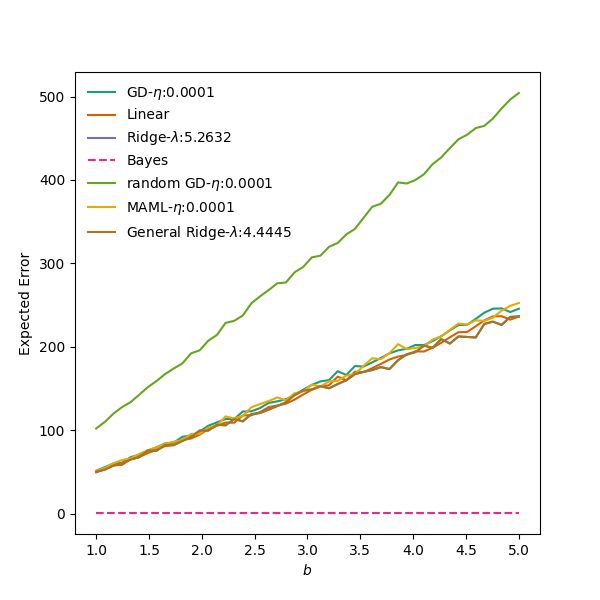 500
400
300
200
100
0
Expected Error
GD-η:0.0001
Linear
Ridge-λ:5.2632
Bayes
random GD-η:0.0001
MAML-η:0.0001
General Ridge-λ:4.4445
1.0 1.5 2.0 2.5 3.0 3.5 4.0 4.5 5.0
b